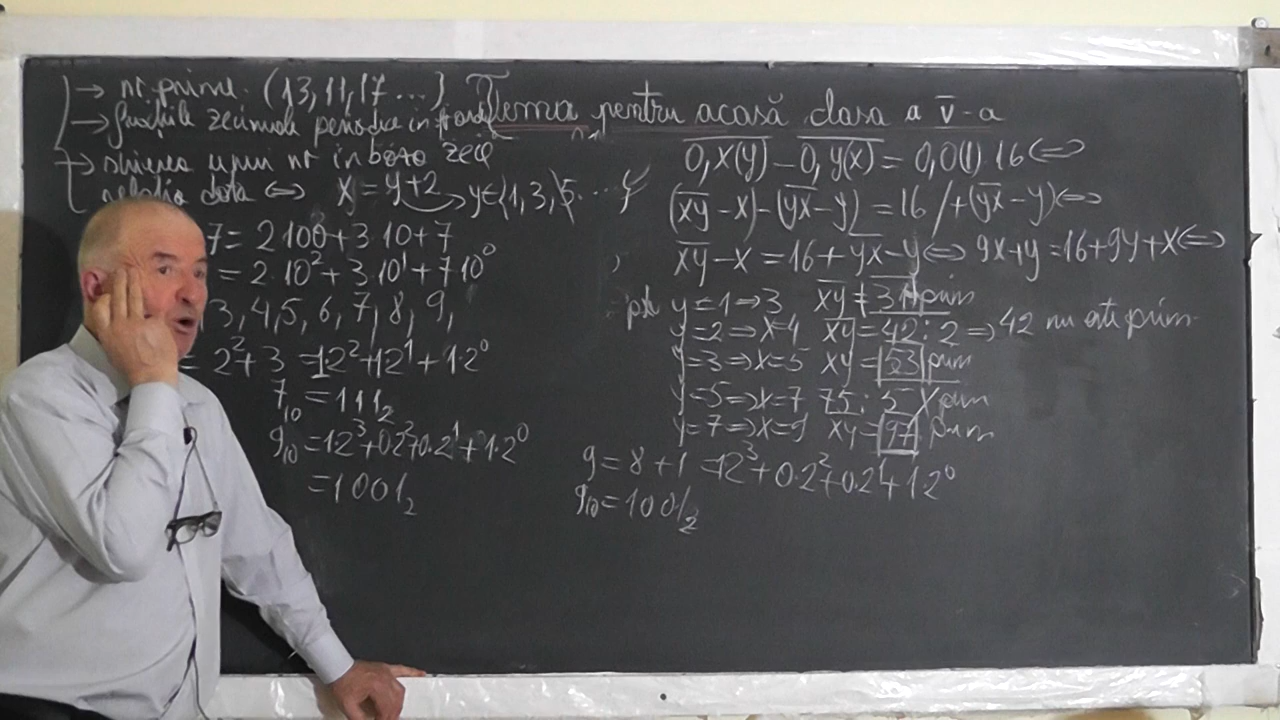 → nr. prime (13, 11, 17 ...)
→ zecimale periodice in
→ scrierea unui nr in baza zece
relatia data ⇔ x = y+2 → y∈{1, 3, 5 ... }
7 = 2·100+3·10+7
= 2·10²+3·10¹+7·10⁰
3, 4, 5, 6, 7, 8, 9,
= 2²+3 = 1·2²+1·2¹+1·2⁰
7₁₀ = 111₂
9₁₀ = 1·2³+0·2²+0·2¹+1·2⁰
= 1001₂
Tema pentru acasă clasa a v-a
0,x(y) – 0,y(x) = 0,0(1)·16 ⇔
(xy – x) – (yx – y) = 16 / +(yx – y) ⇔
xy – x = 16 + yx – y ⇔ 9x+y = 16+9y+x ⇔
y = 1 ⇒ 3 xy = 31 prim
y = 2 ⇒ x=4 xy = 42 : 2 ⇒ 42 nu este prim
y = 3 ⇒ x = 5 xy = 53 prim
y = 5 ⇒ x = 7 75 : 5 prim
y = 7 ⇒ x = 9 xy = 97 prim
9 = 8 + 1 = 1·2³ + 0·2² + 0·2¹ + 1·2⁰
9₁₀ = 1001₂